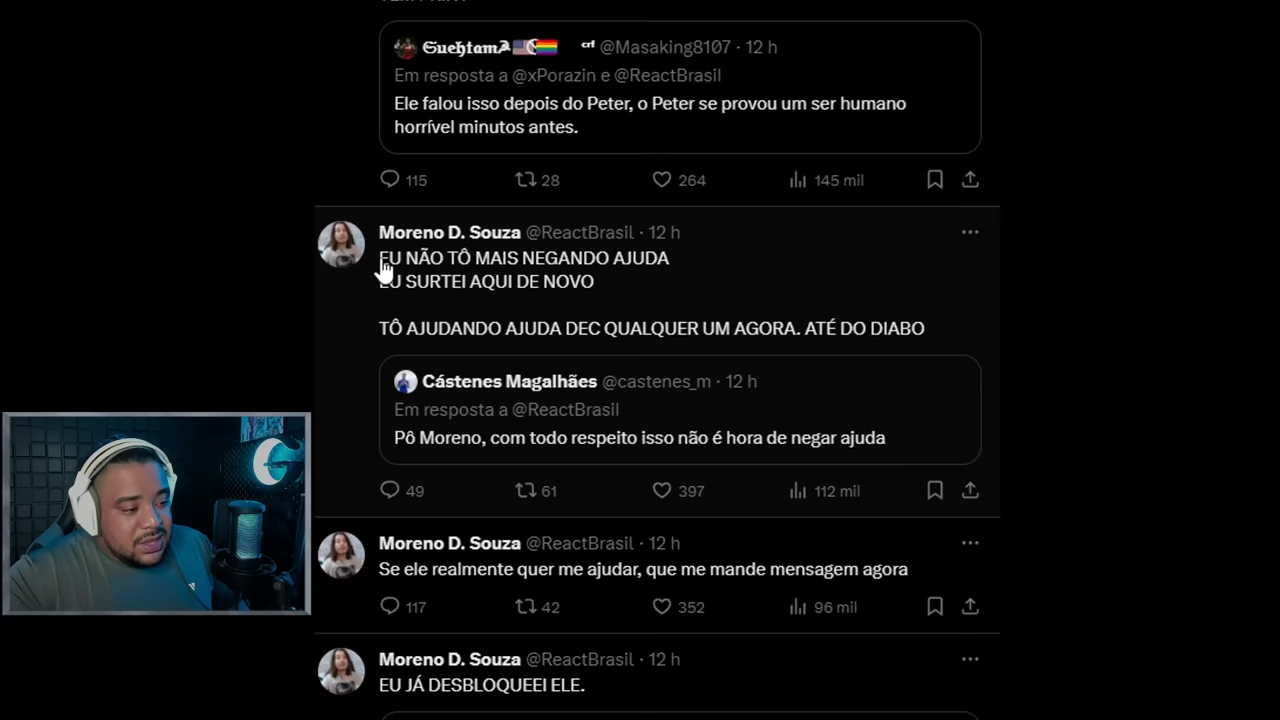 𝕲𝖚𝖊𝖍𝖙𝖆𝖒 crf @Masaking8107 · 12 h
Em resposta a @xPorazin e @ReactBrasil
Ele falou isso depois do Peter, o Peter se provou um ser humano
horrível minutos antes.
115 28 264 145 mil
Moreno D. Souza @ReactBrasil · 12 h
EU NÃO TÔ MAIS NEGANDO AJUDA
EU SURTEI AQUI DE NOVO
TÔ AJUDANDO AJUDA DEC QUALQUER UM AGORA. ATÉ DO DIABO
Cástenes Magalhães @castenes_m · 12 h
Em resposta a @ReactBrasil
Pô Moreno, com todo respeito isso não é hora de negar ajuda
49 61 397 112 mil
Moreno D. Souza @ReactBrasil · 12 h
Se ele realmente quer me ajudar, que me mande mensagem agora
117 42 352 96 mil
Moreno D. Souza @ReactBrasil · 12 h
EU JÁ DESBLOQUEEI ELE.